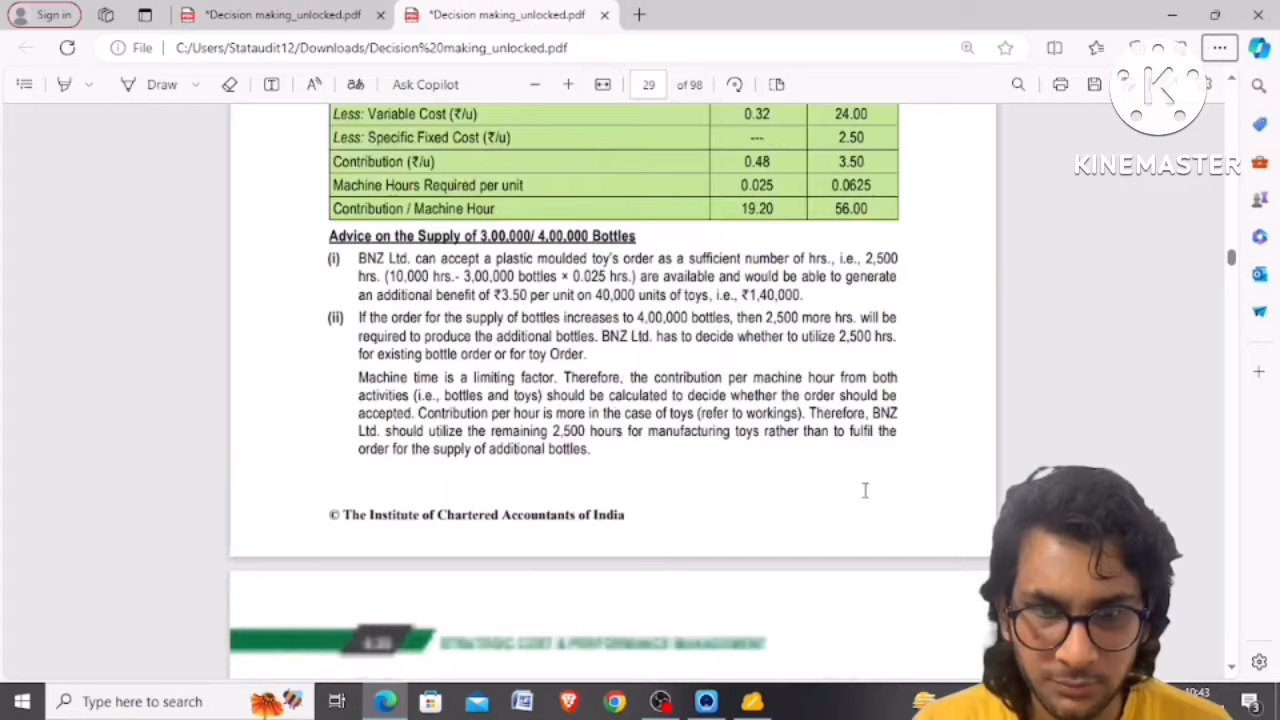 Sign in
*Decision making_unlocked.pdf
*Decision making_unlocked.pdf
File
C:/Users/Stataudit12/Downloads/Decision%20making_unlocked.pdf
Draw
Ask Copilot
29
of 98
KINEMASTER
Less: Variable Cost (₹/u) 0.32 24.00
Less: Specific Fixed Cost (₹/u) --- 2.50
Contribution (₹/u) 0.48 3.50
Machine Hours Required per unit 0.025 0.0625
Contribution / Machine Hour 19.20 56.00
Advice on the Supply of 3,00,000/ 4,00,000 Bottles
(i) BNZ Ltd. can accept a plastic moulded toy's order as a sufficient number of hrs., i.e., 2,500
hrs. (10,000 hrs.- 3,00,000 bottles × 0.025 hrs.) are available and would be able to generate
an additional benefit of ₹3.50 per unit on 40,000 units of toys, i.e., ₹1,40,000.
(ii) If the order for the supply of bottles increases to 4,00,000 bottles, then 2,500 more hrs. will be
required to produce the additional bottles. BNZ Ltd. has to decide whether to utilize 2,500 hrs.
for existing bottle order or for toy Order.
Machine time is a limiting factor. Therefore, the contribution per machine hour from both
activities (i.e., bottles and toys) should be calculated to decide whether the order should be
accepted. Contribution per hour is more in the case of toys (refer to workings). Therefore, BNZ
Ltd. should utilize the remaining 2,500 hours for manufacturing toys rather than to fulfil the
order for the supply of additional bottles.
© The Institute of Chartered Accountants of India
STRATEGIC COST & PERFORMANCE MANAGEMENT
Type here to search
10:43